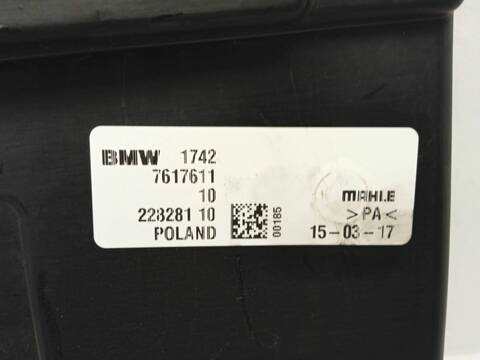 BMW 1742
7617611
10
228281 10
POLAND
00185
MAHLE
>PA<
15-03-17